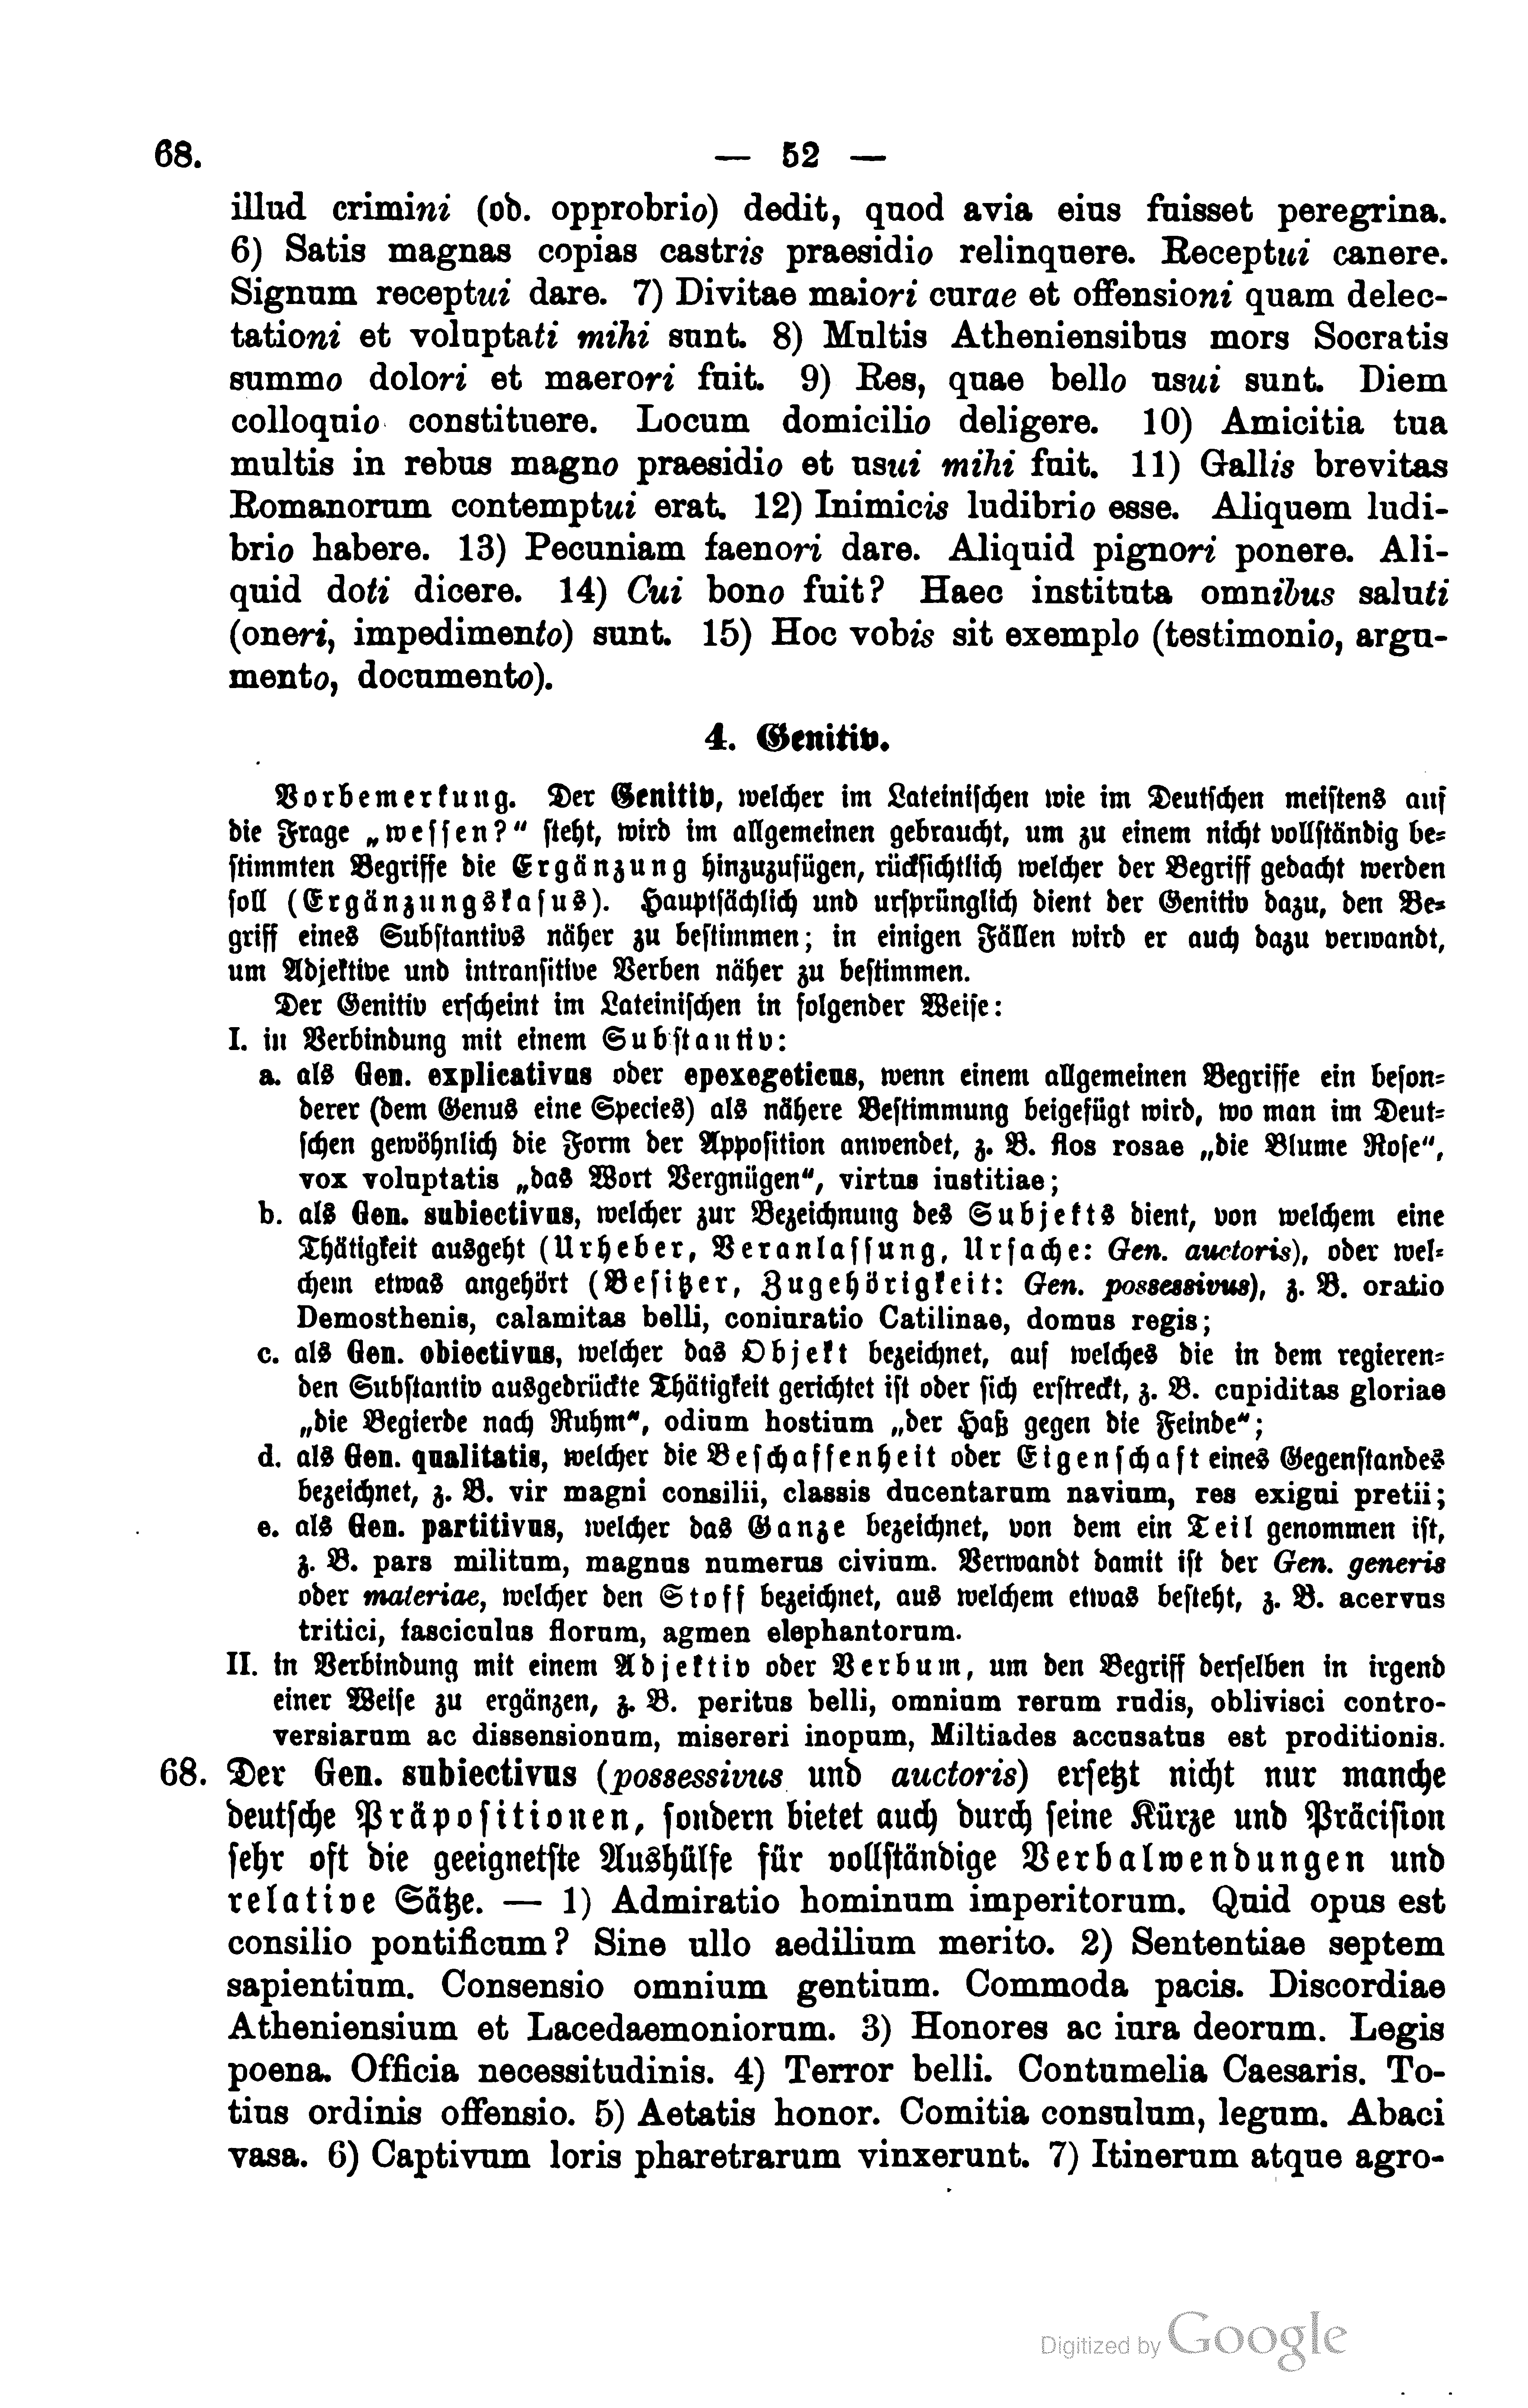 68.
— 52 —
illud crimini (ob. opprobrio) dedit, quod avia eius fuisset peregrina.
6) Satis magnas copias castris praesidio relinquere. Receptui canere.
Signum receptui dare. 7) Divitae maiori curae et offensioni quam delec-
tationi et voluptati mihi sunt. 8) Multis Atheniensibus mors Socratis
summo dolori et maerori fuit. 9) Res, quae bello usui sunt. Diem
colloquio constituere. Locum domicilio deligere. 10) Amicitia tua
multis in rebus magno praesidio et usui mihi fuit. 11) Gallis brevitas
Romanorum contemptui erat. 12) Inimicis ludibrio esse. Aliquem ludi-
brio habere. 13) Pecuniam faenori dare. Aliquid pignori ponere. Ali-
quid doti dicere. 14) Cui bono fuit? Haec instituta omnibus saluti
(oneri, impedimento) sunt. 15) Hoc vobis sit exemplo (testimonio, argu-
mento, documento).
4. Genitiv.
Vorbemerkung. Der Genitiv, welcher im Lateinischen wie im Deutschen meistens auf
die Frage „wessen?" steht, wird im allgemeinen gebraucht, um zu einem nicht vollständig be-
stimmten Begriffe die Ergänzung hinzuzufügen, rücksichtlich welcher der Begriff gedacht werden
soll (Ergänzungskasus). Hauptsächlich und ursprünglich dient der Genitiv dazu, den Be-
griff eines Substantivs näher zu bestimmen; in einigen Fällen wird er auch dazu verwandt,
um Adjektive und intransitive Verben näher zu bestimmen.
Der Genitiv erscheint im Lateinischen in folgender Weise:
I. in Verbindung mit einem Substantiv:
a. als Gen. explicativus oder epexegeticus, wenn einem allgemeinen Begriffe ein beson-
derer (dem Genus eine Species) als nähere Bestimmung beigefügt wird, wo man im Deut-
schen gewöhnlich die Form der Apposition anwendet, z. B. flos rosae „die Blume Rose",
vox voluptatis „das Wort Vergnügen", virtus iustitiae;
b. als Gen. subiectivus, welcher zur Bezeichnung des Subjekts dient, von welchem eine
Thätigkeit ausgeht (Urheber, Veranlassung, Ursache: Gen. auctoris), oder wel-
chem etwas angehört (Besitzer, Zugehörigkeit: Gen. possessivus), z. B. oratio
Demosthenis, calamitas belli, coniuratio Catilinae, domus regis;
c. als Gen. obiectivus, welcher das Objekt bezeichnet, auf welches die in dem regieren-
den Substantiv ausgedrückte Thätigkeit gerichtet ist oder sich erstreckt, z. B. cupiditas gloriae
„die Begierde nach Ruhm", odium hostium „der Haß gegen die Feinde";
d. als Gen. qualitatis, welcher die Beschaffenheit oder Eigenschaft eines Gegenstandes
bezeichnet, z. B. vir magni consilii, classis ducentarum navium, res exigui pretii;
e. als Gen. partitivus, welcher das Ganze bezeichnet, von dem ein Teil genommen ist,
z. B. pars militum, magnus numerus civium. Verwandt damit ist der Gen. generis
oder materiae, welcher den Stoff bezeichnet, aus welchem etwas besteht, z. B. acervus
tritici, fasciculus florum, agmen elephantorum.
II. in Verbindung mit einem Adjektiv oder Verbum, um den Begriff derselben in irgend
einer Weise zu ergänzen, z. B. peritus belli, omnium rerum rudis, oblivisci contro-
versiarum ac dissensionum, misereri inopum, Miltiades accusatus est proditionis.
68. Der Gen. subiectivus (possessivus und auctoris) ersetzt nicht nur manche
deutsche Präpositionen, sondern bietet auch durch seine Kürze und Präcision
sehr oft die geeignetste Aushülfe für vollständige Verbalwendungen und
relative Sätze. — 1) Admiratio hominum imperitorum. Quid opus est
consilio pontificum? Sine ullo aedilium merito. 2) Sententiae septem
sapientium. Consensio omnium gentium. Commoda pacis. Discordiae
Atheniensium et Lacedaemoniorum. 3) Honores ac iura deorum. Legis
poena. Officia necessitudinis. 4) Terror belli. Contumelia Caesaris. To-
tius ordinis offensio. 5) Aetatis honor. Comitia consulum, legum. Abaci
vasa. 6) Captivum loris pharetrarum vinxerunt. 7) Itinerum atque agro-
Digitized by Google